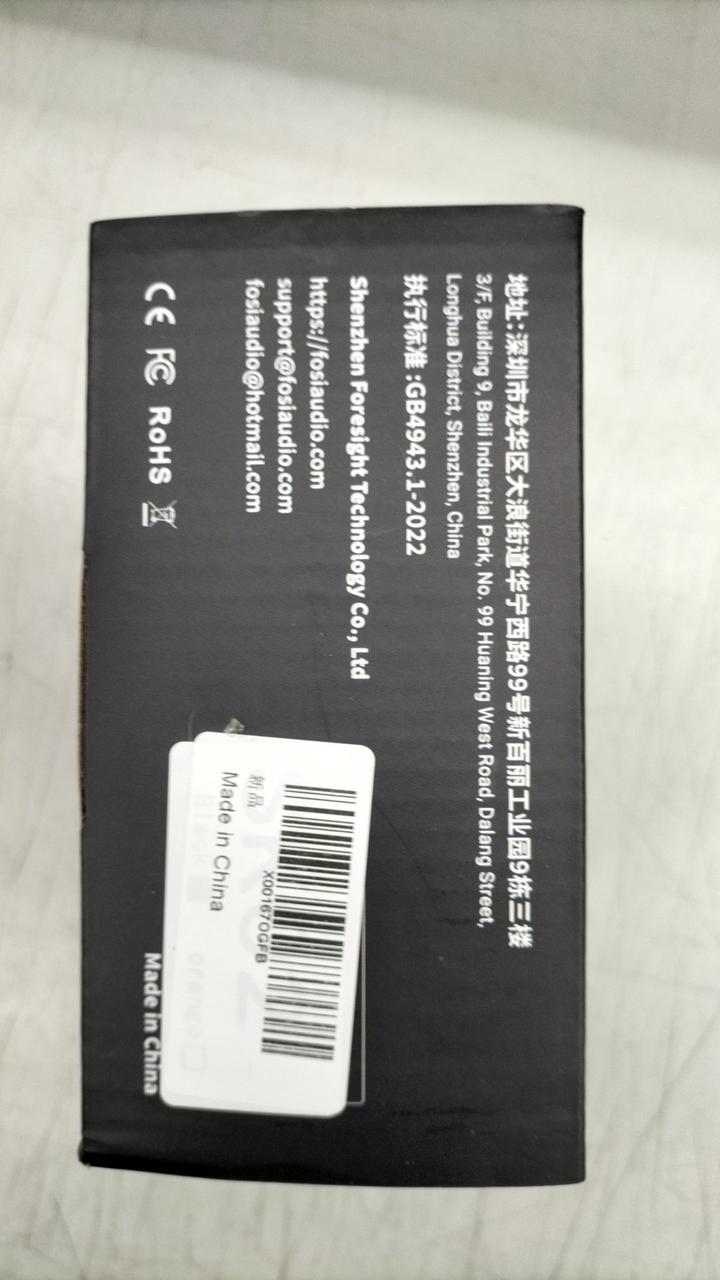 地址:深圳市龙华区大浪街道华宁西路99号新百丽工业园9栋三楼
3/F, Building 9, Baili Industrial Park, No. 99 Huaning West Road, Dalang Street,
Longhua District, Shenzhen, China
执行标准:GB4943.1-2022
Shenzhen Foresight Technology Co., Ltd
https://fosiaudio.com
support@fosiaudio.com
fosiaudio@hotmail.com
CE FC RoHS
X00167OGFB
新品
Made in China
Black
orange
Made in China